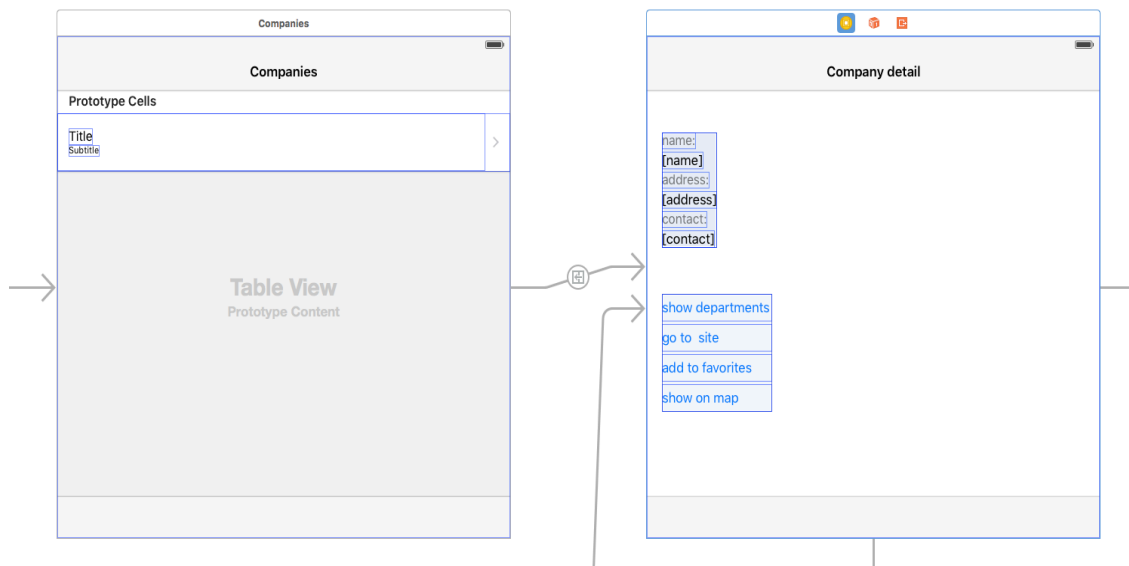 Companies
Companies
Prototype Cells
Title
Subtitle
Table View
Prototype Content
Company detail
name:
[name]
address:
[address]
contact:
[contact]
show departments
go to  site
add to favorites
show on map